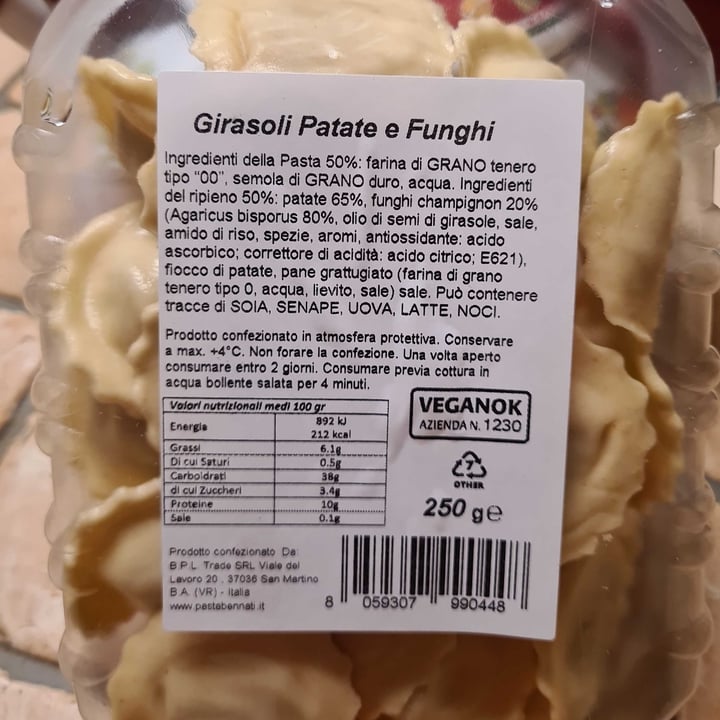 Girasoli Patate e Funghi
Ingredienti della Pasta 50%: farina di GRANO tenero
tipo "00", semola di GRANO duro, acqua. Ingredienti
del ripieno 50%: patate 65%, funghi champignon 20%
(Agaricus bisporus 80%, olio di semi di girasole, sale,
amido di riso, spezie, aromi, antiossidante: acido
ascorbico; correttore di acidità: acido citrico; E621),
fiocco di patate, pane grattugiato (farina di grano
tenero tipo 0, acqua, lievito, sale) sale. Può contenere
tracce di SOIA, SENAPE, UOVA, LATTE, NOCI.
Prodotto confezionato in atmosfera protettiva. Conservare
a max. +4°C. Non forare la confezione. Una volta aperto
consumare entro 2 giorni. Consumare previa cottura in
acqua bollente salata per 4 minuti.
Valori nutrizionali medi 100 gr
Energia 892 kJ
212 kcal
Grassi 6.1g
Di cui Saturi 0.5g
Carboidrati 38g
di cui Zuccheri 3.4g
Proteine 10g
Sale 0.1g
VEGANOK
AZIENDA N. 1230
7
OTHER
250 g e
Prodotto confezionato Da:
B.P.L. Trade SRL Viale del
Lavoro 20 . 37036 San Martino
B.A. (VR) - Italia
www.pastabennati.it
8 059307 990448